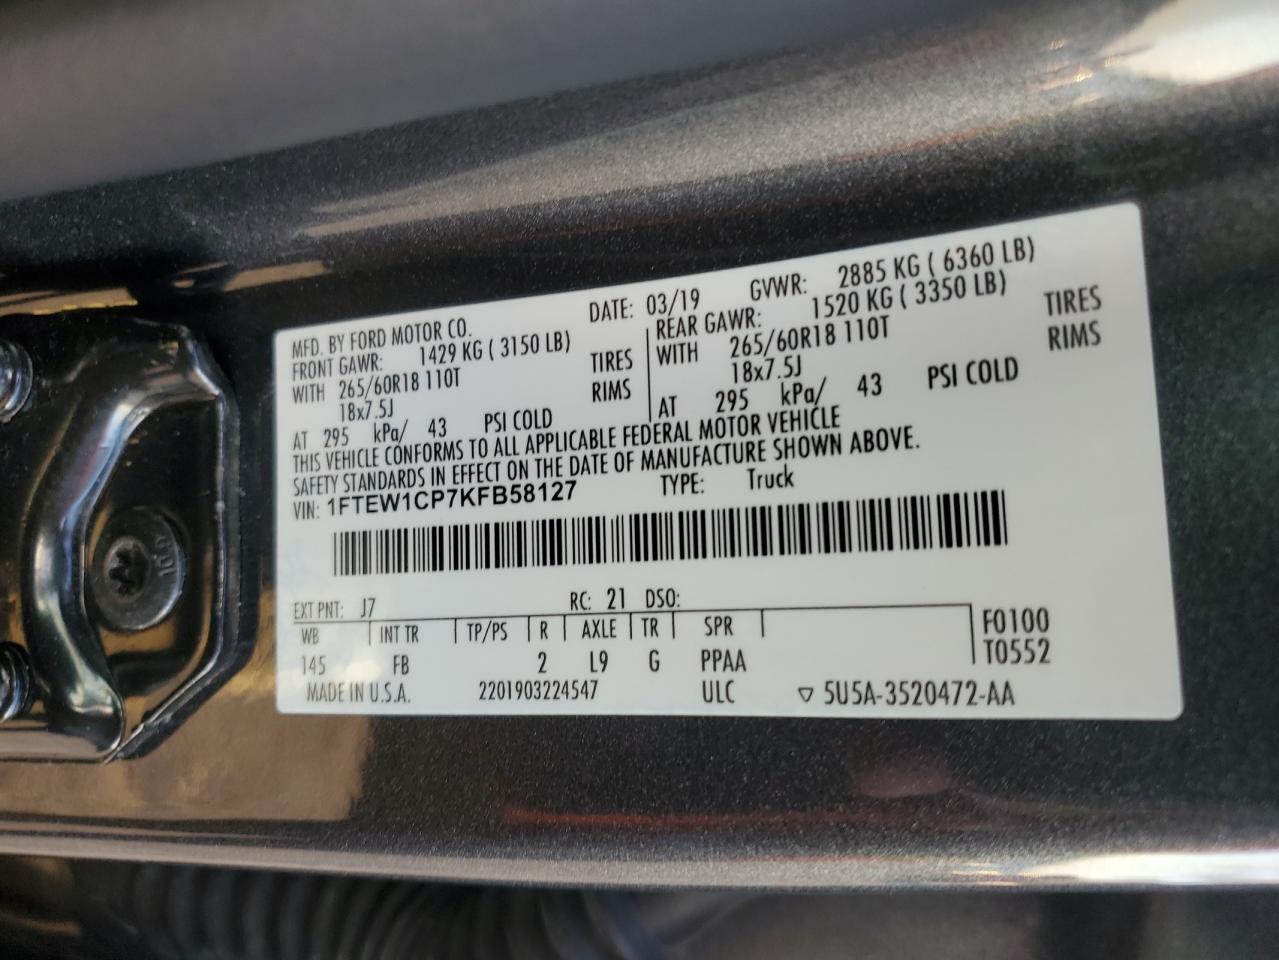 MFD. BY FORD MOTOR CO.
DATE: 03/19 GVWR: 2885 KG ( 6360 LB)
FRONT GAWR: 1429 KG ( 3150 LB)
WITH 265/60R18 110T TIRES
18x7.5J RIMS
AT 295 kPa/ 43 PSI COLD
REAR GAWR: 1520 KG ( 3350 LB)
WITH 265/60R18 110T TIRES
18x7.5J RIMS
AT 295 kPa/ 43 PSI COLD
THIS VEHICLE CONFORMS TO ALL APPLICABLE FEDERAL MOTOR VEHICLE
SAFETY STANDARDS IN EFFECT ON THE DATE OF MANUFACTURE SHOWN ABOVE.
VIN: 1FTEW1CP7KFB58127 TYPE: Truck
EXT PNT: J7 RC: 21 DSO:
WB INT TR TP/PS R AXLE TR SPR F0100
145 FB 2 L9 G PPAA T0552
MADE IN U.S.A. 2201903224547 ULC ▽ 5U5A-3520472-AA